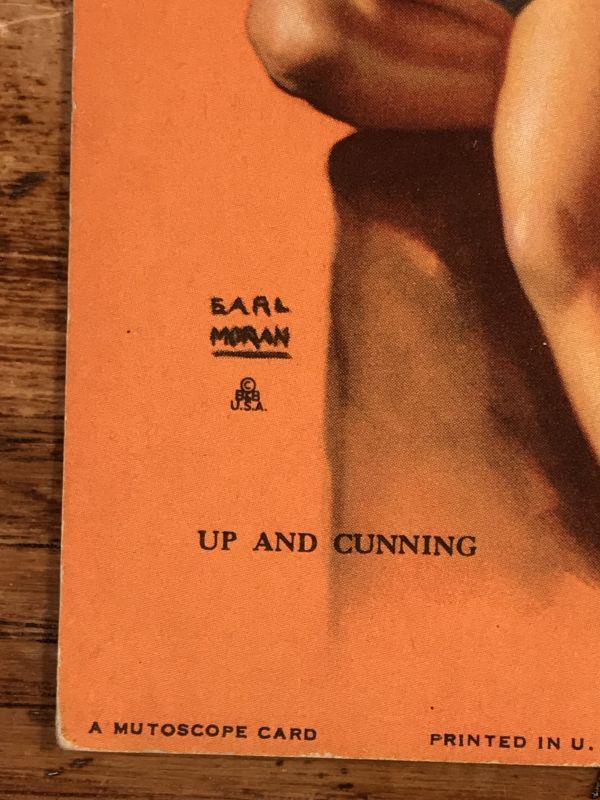 EARL
MORAN
©
B&B
U.S.A.
UP AND CUNNING
A MUTOSCOPE CARD
PRINTED IN U.